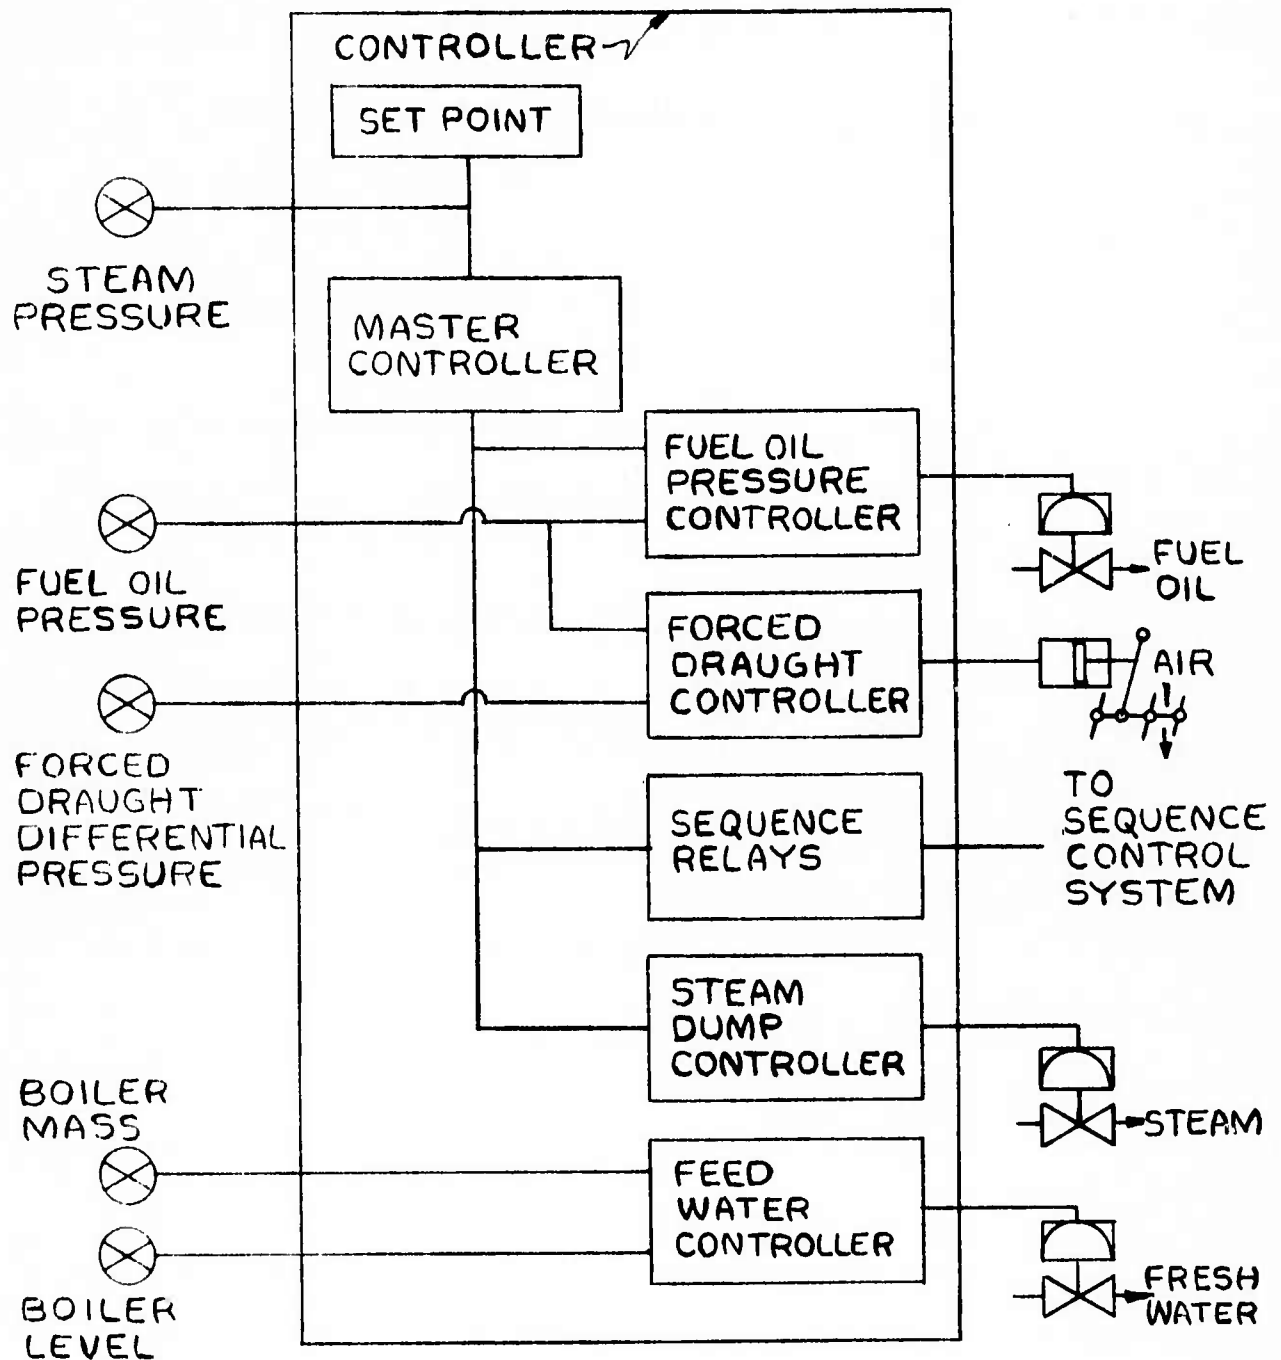 CONTROLLER
SET POINT
STEAM
PRESSURE
MASTER
CONTROLLER
FUEL OIL
PRESSURE
CONTROLLER
FUEL OIL
PRESSURE
FUEL
OIL
FORCED
DRAUGHT
CONTROLLER
AIR
FORCED
DRAUGHT
DIFFERENTIAL
PRESSURE
SEQUENCE
RELAYS
TO
SEQUENCE
CONTROL
SYSTEM
STEAM
DUMP
CONTROLLER
STEAM
BOILER
MASS
FEED
WATER
CONTROLLER
BOILER
LEVEL
FRESH
WATER